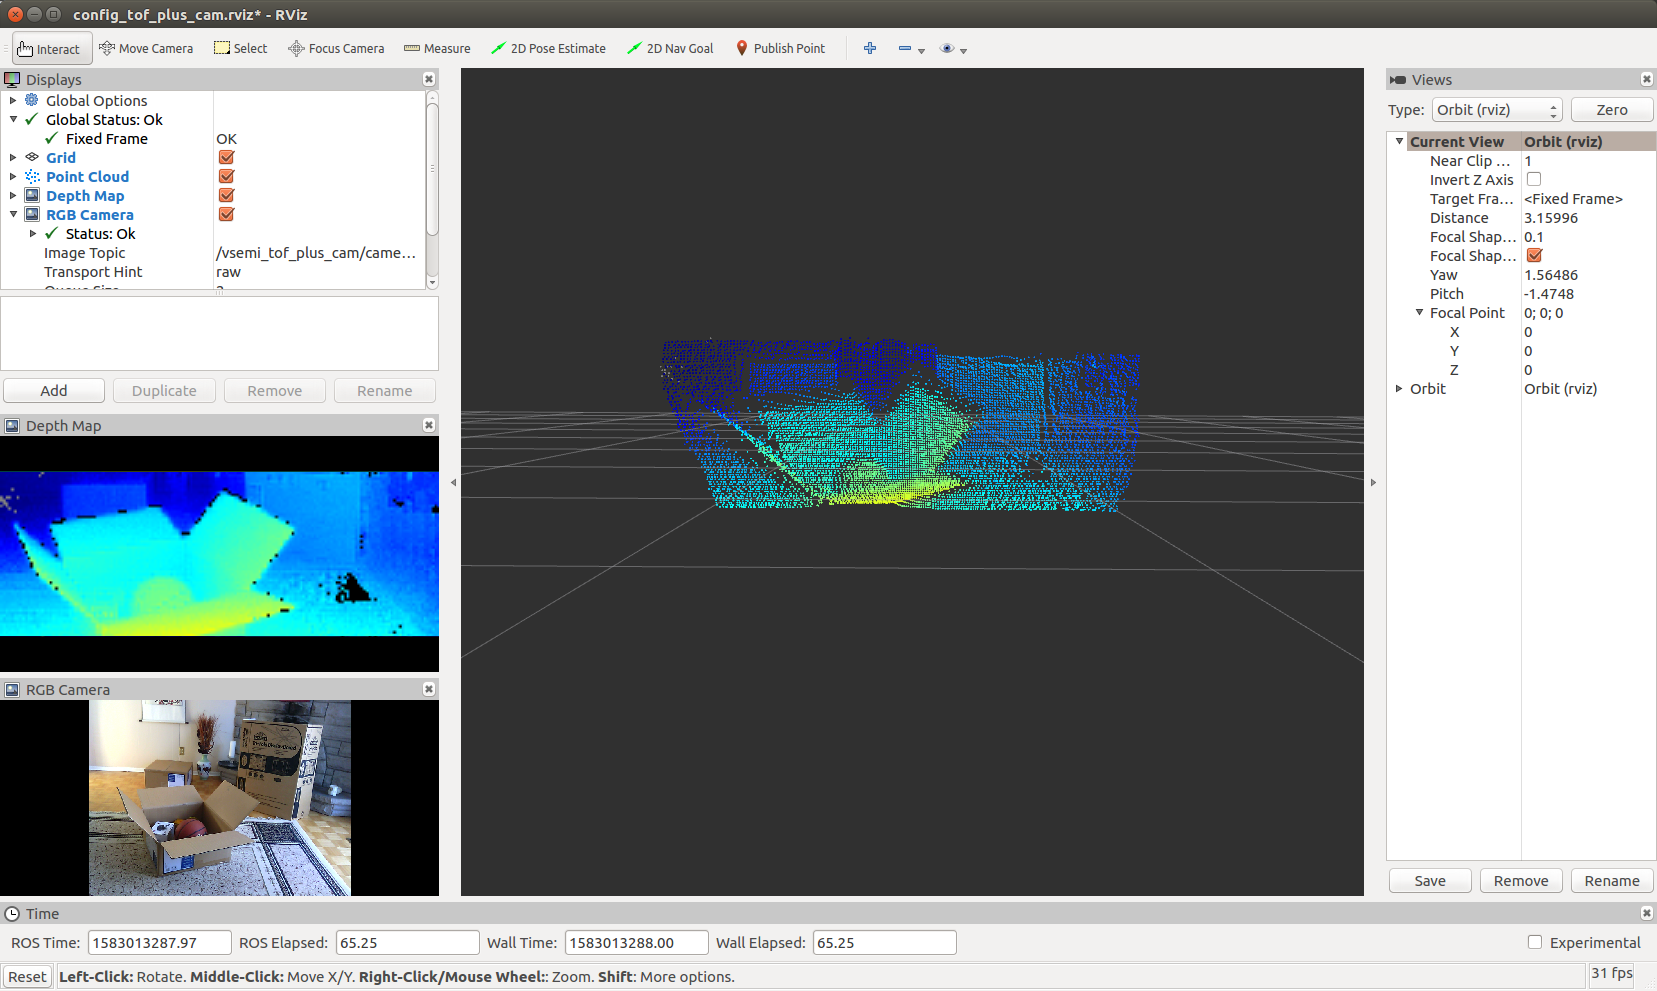 config_tof_plus_cam.rviz* - RViz
Interact Move Camera Select Focus Camera Measure 2D Pose Estimate 2D Nav Goal Publish Point
Displays
Global Options
Global Status: Ok
Fixed Frame OK
Grid
Point Cloud
Depth Map
RGB Camera
Status: Ok
Image Topic /vsemi_tof_plus_cam/came...
Transport Hint raw
Add Duplicate Remove Rename
Depth Map
RGB Camera
Views
Type: Orbit (rviz) Zero
Current View Orbit (rviz)
Near Clip ... 1
Invert Z Axis
Target Fra... <Fixed Frame>
Distance 3.15996
Focal Shap... 0.1
Focal Shap...
Yaw 1.56486
Pitch -1.4748
Focal Point 0; 0; 0
X 0
Y 0
Z 0
Orbit Orbit (rviz)
Save Remove Rename
Time
ROS Time: 1583013287.97 ROS Elapsed: 65.25 Wall Time: 1583013288.00 Wall Elapsed: 65.25 Experimental
Reset Left-Click: Rotate. Middle-Click: Move X/Y. Right-Click/Mouse Wheel:: Zoom. Shift: More options. 31 fps